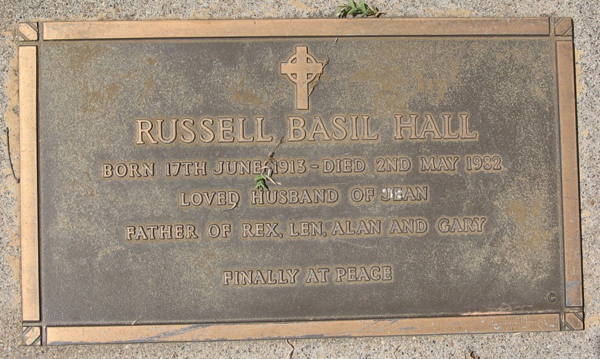 RUSSELL BASIL HALL
BORN 17TH JUNE 1913 - DIED 2ND MAY 1982
LOVED HUSBAND OF JEAN
FATHER OF REX, LEN, ALAN AND GARY
FINALLY AT PEACE